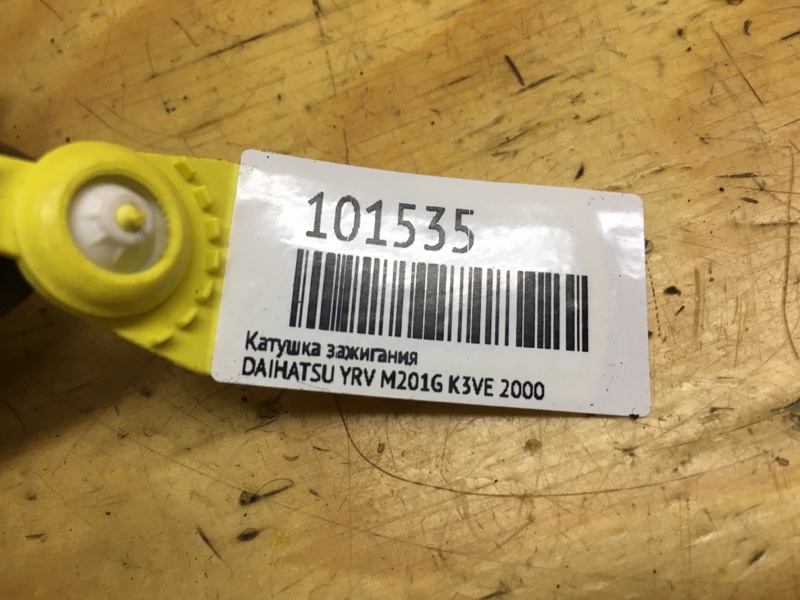 101535
Катушка зажигания
DAIHATSU YRV M201G K3VE 2000